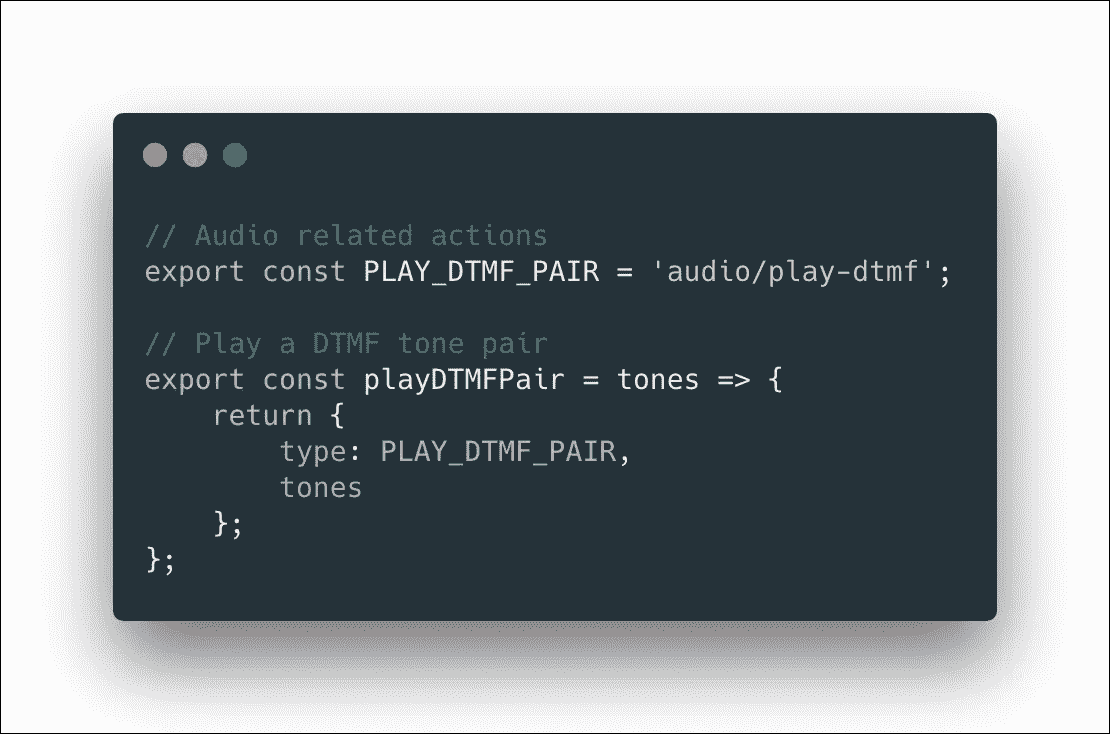 // Audio related actions
export const PLAY_DTMF_PAIR = 'audio/play-dtmf';

// Play a DTMF tone pair
export const playDTMFPair = tones => {
    return {
        type: PLAY_DTMF_PAIR,
        tones
    };
};